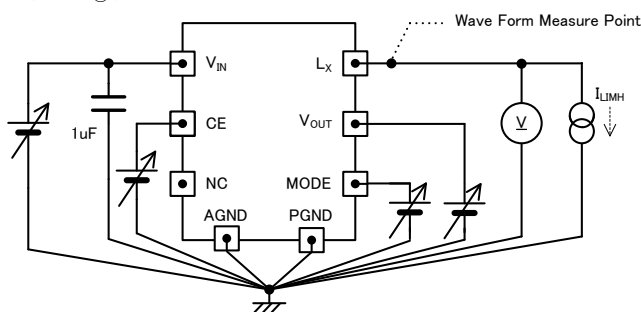 Wave Form Measure Point
VIN
LX
ILIMH
1uF
CE
VOUT
V
NC
MODE
AGND
PGND